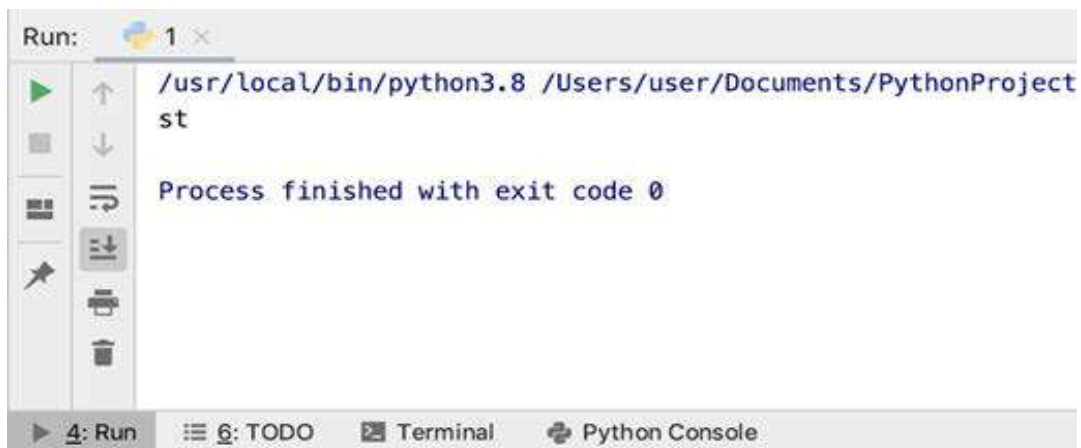 Run: 1
/usr/local/bin/python3.8 /Users/user/Documents/PythonProject
st
Process finished with exit code 0
4: Run 6: TODO Terminal Python Console